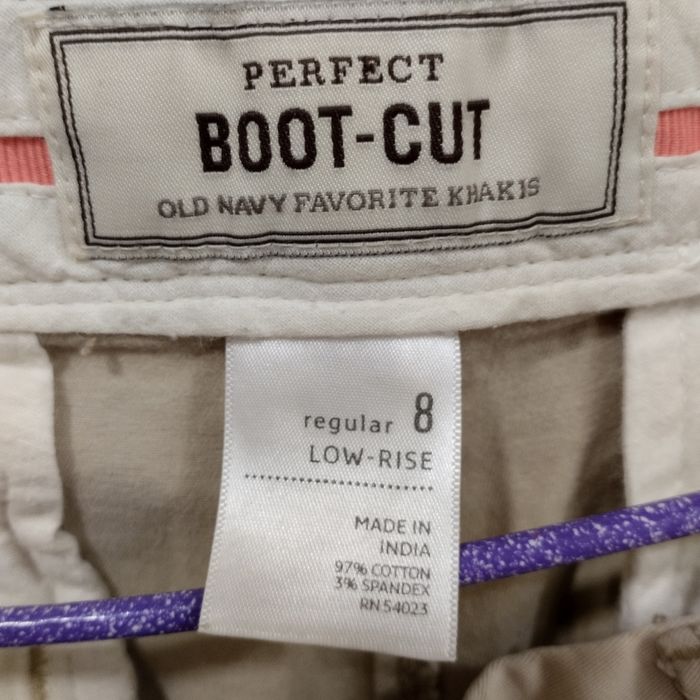 PERFECT
BOOT-CUT
OLD NAVY FAVORITE KHAKIS
regular 8
LOW-RISE
MADE IN
INDIA
97% COTTON
3% SPANDEX
RN 54023